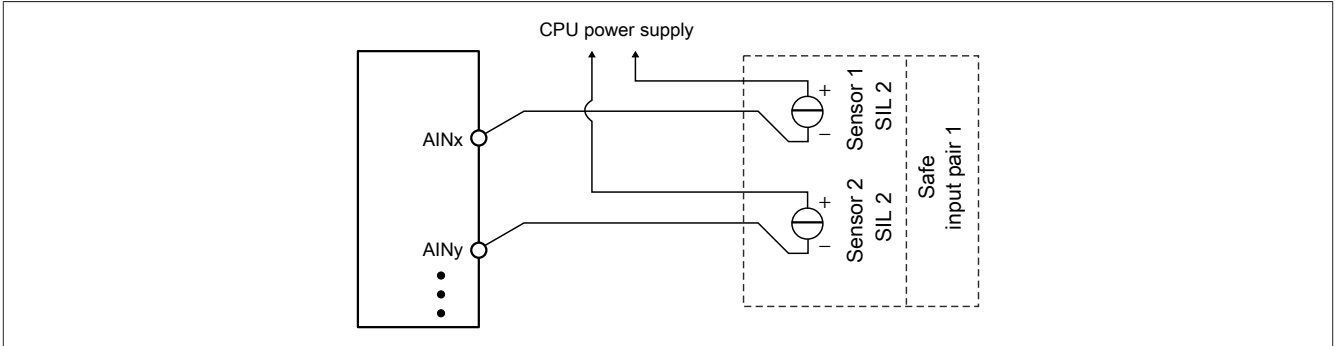 CPU power supply
AINx
+
−
Sensor 1
SIL 2
AINy
+
−
Sensor 2
SIL 2
Safe
input pair 1